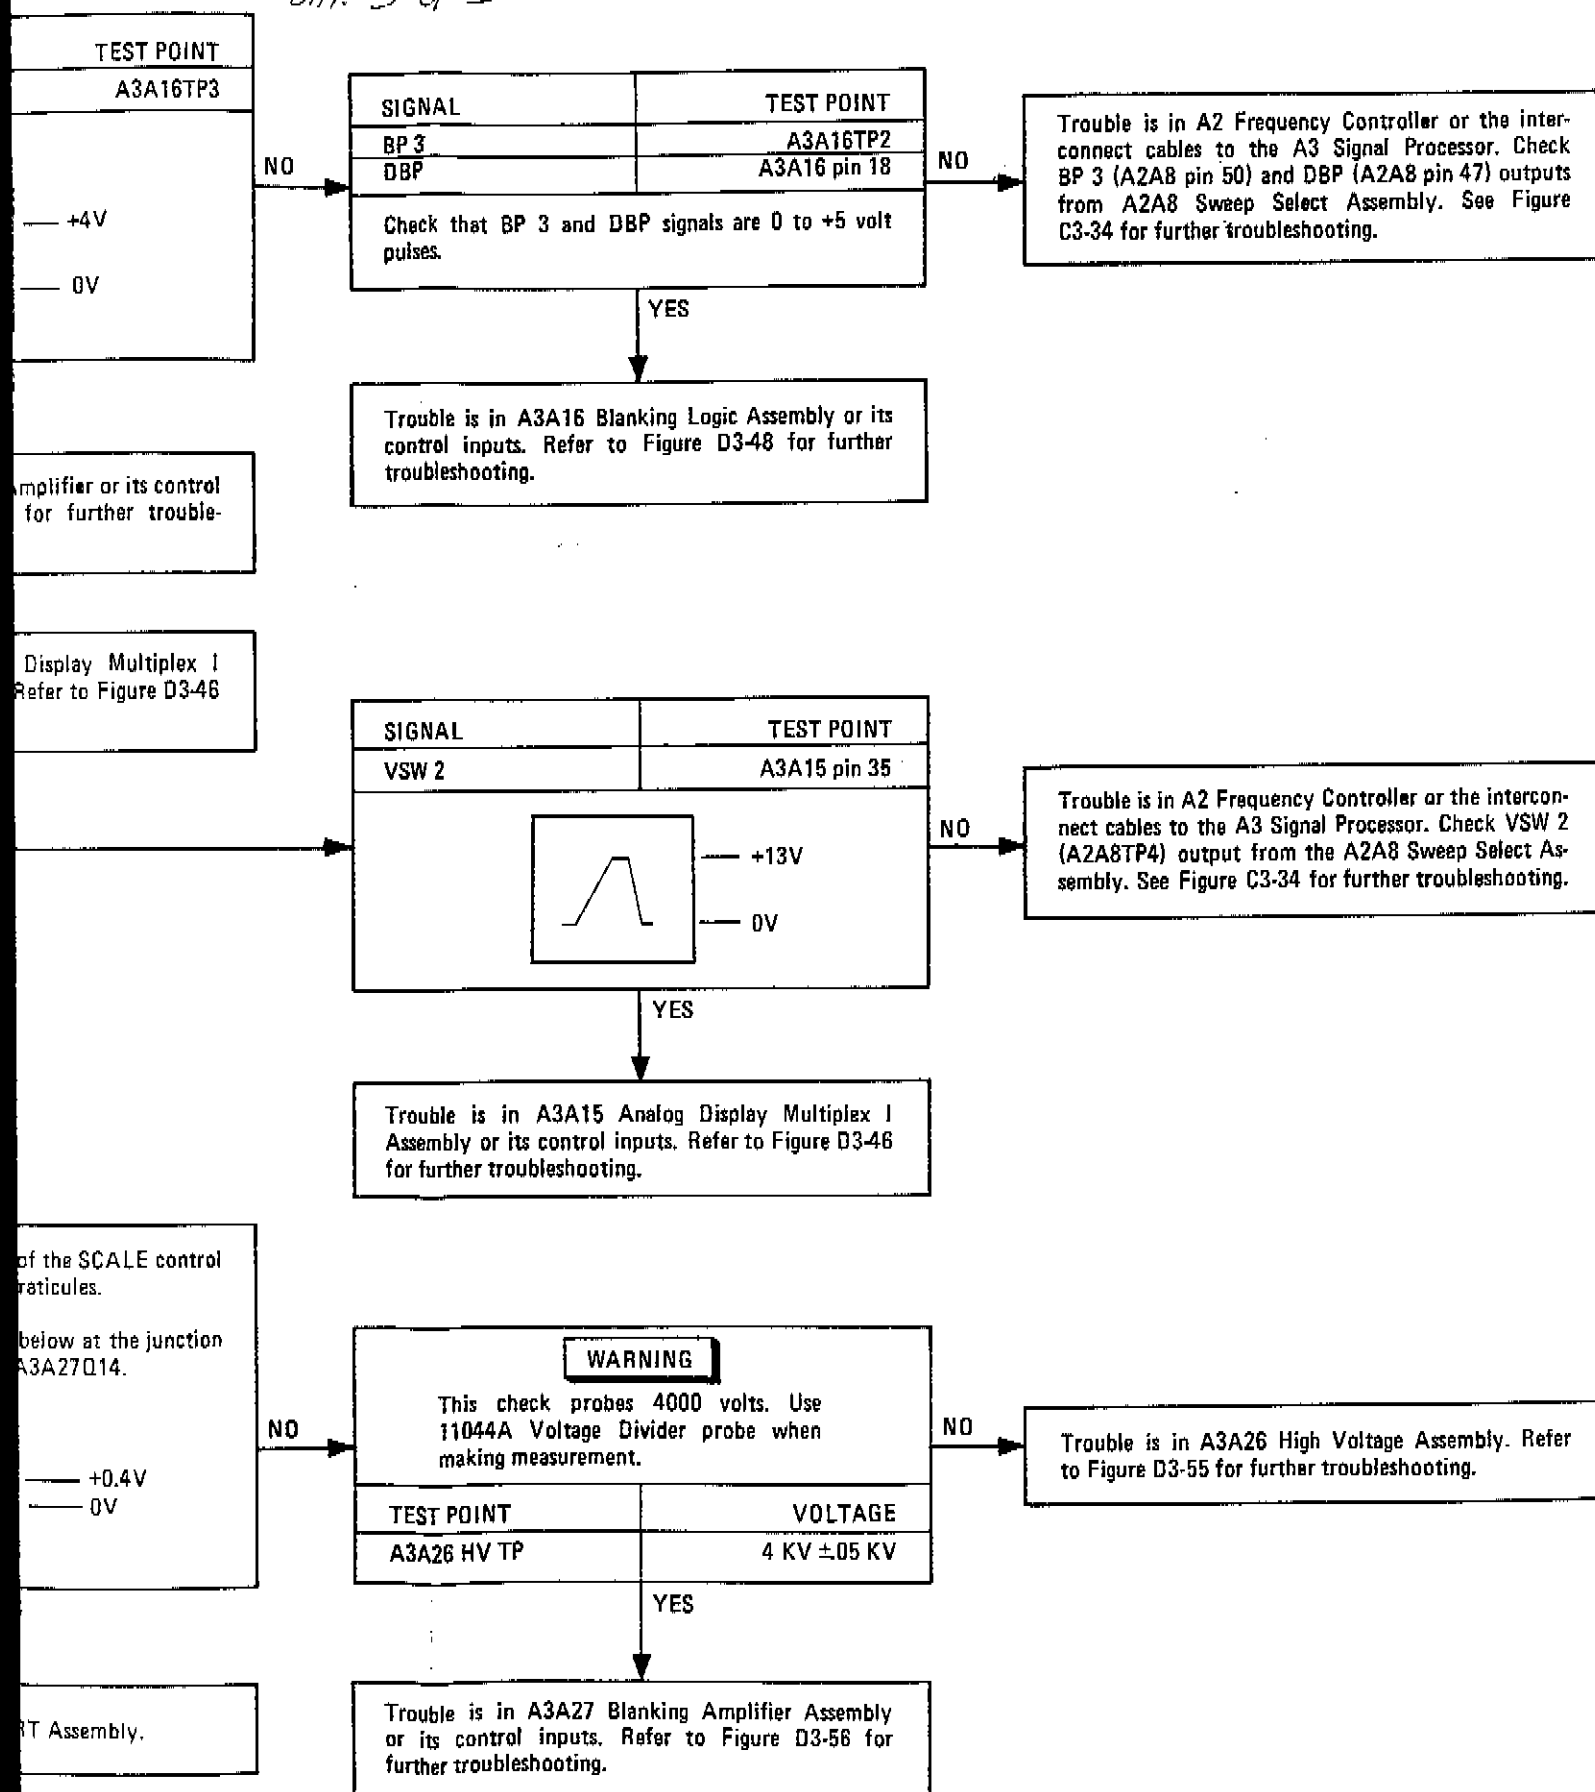 TEST POINT
A3A16TP3
+4V
0V
NO
SIGNAL TEST POINT
BP 3 A3A16TP2
DBP A3A16 pin 18
Check that BP 3 and DBP signals are 0 to +5 volt
pulses.
NO
Trouble is in A2 Frequency Controller or the inter-
connect cables to the A3 Signal Processor. Check
BP 3 (A2A8 pin 50) and DBP (A2A8 pin 47) outputs
from A2A8 Sweep Select Assembly. See Figure
C3-34 for further troubleshooting.
YES
Trouble is in A3A16 Blanking Logic Assembly or its
control inputs. Refer to Figure D3-48 for further
troubleshooting.
mplifier or its control
for further trouble-
Display Multiplex I
Refer to Figure D3-46
SIGNAL TEST POINT
VSW 2 A3A15 pin 35
+13V
0V
NO
Trouble is in A2 Frequency Controller or the intercon-
nect cables to the A3 Signal Processor. Check VSW 2
(A2A8TP4) output from the A2A8 Sweep Select As-
sembly. See Figure C3-34 for further troubleshooting.
YES
Trouble is in A3A15 Analog Display Multiplex I
Assembly or its control inputs. Refer to Figure D3-46
for further troubleshooting.
of the SCALE control
raticules.
below at the junction
A3A27Q14.
+0.4V
0V
NO
WARNING
This check probes 4000 volts. Use
11044A Voltage Divider probe when
making measurement.
TEST POINT VOLTAGE
A3A26 HV TP 4 KV ±.05 KV
NO
Trouble is in A3A26 High Voltage Assembly. Refer
to Figure D3-55 for further troubleshooting.
YES
RT Assembly.
Trouble is in A3A27 Blanking Amplifier Assembly
or its control inputs. Refer to Figure D3-56 for
further troubleshooting.